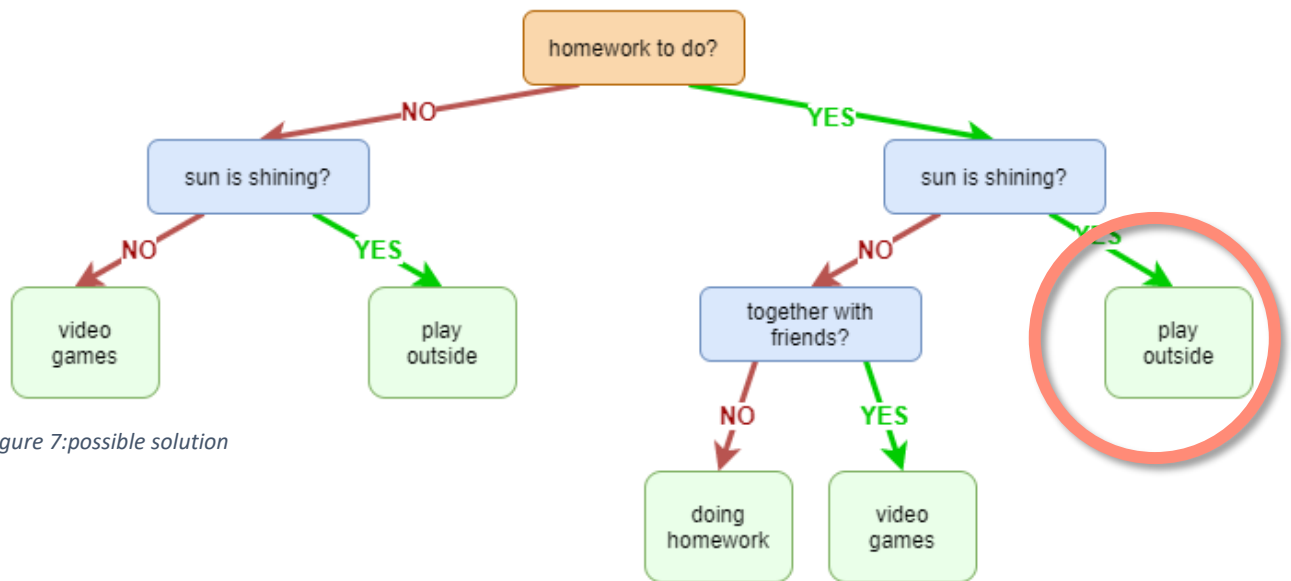 homework to do?
NO
YES
sun is shining?
sun is shining?
NO
YES
NO
YES
video
games
play
outside
together with
friends?
play
outside
NO
YES
gure 7:possible solution
doing
homework
video
games